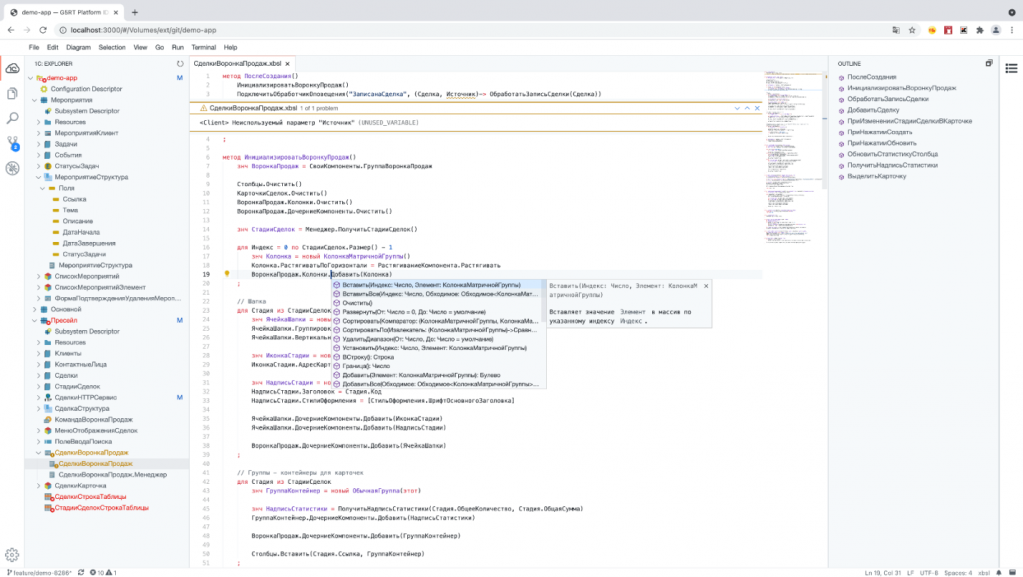 demo-app — G5RT Platform ID
localhost:3000/#/Volumes/ext/git/demo-app
File Edit Diagram Selection View Go Run Terminal Help
1C: EXPLORER
demo-app M
Configuration Descriptor
Мероприятие
Subsystem Descriptor
Resources
МероприятиеКлиент
Задачи
События
СтатусыЗадач
МероприятиеСтруктура
Поля
Ссылка
Тема
Описание
ДатаНачала
ДатаЗавершения
СтатусЗадачи
МероприятиеСтруктура
СписокМероприятий
СписокМероприятийЭлемент
ФормаПодтвержденияУдаленияМероп...
Основной
Пресейл M
Subsystem Descriptor
Resources
Клиенты
КонтактныеЛица
Сделки
СтадииСделок
СделкиHTTPСервис M
СделкаСтруктура
КомандаВоронкаПродаж
МенюОтображенияСделок
ПолеВводаПоиска
СделкиВоронкаПродаж
СделкиВоронкаПродаж
СделкиВоронкаПродаж.Менеджер
СделкиКарточка
СделкиСтрокаТаблицы
СтадииСделокСтрокаТаблицы
СделкиВоронкаПродаж.xbsl
1 метод ПослеСоздания()
2 ИнициализироватьВоронкуПродаж()
3 ПодключитьОбработчикОповещения("ЗаписанаСделка", (Сделка, Источник)-> ОбработатьЗаписьСделки(Сделка))
СделкиВоронкаПродаж.xbsl 1 of 1 problem
<Client> Неиспользуемый параметр "Источник" (UNUSED_VARIABLE)
4 ;
5
6 метод ИнициализироватьВоронкуПродаж()
7 знч ВоронкаПродаж = СвоиКомпоненты.ГруппаВоронкаПродаж
8
9 Столбцы.Очистить()
10 КарточкиСделок.Очистить()
11 ВоронкаПродаж.Колонки.Очистить()
12 ВоронкаПродаж.ДочерниеКомпоненты.Очистить()
13
14 знч СтадииСделок = Менеджер.ПолучитьСтадииСделок()
15
16 для Индекс = 0 по СтадииСделок.Размер() - 1
17 знч Колонка = новый КолонкаМатричнойГруппы()
18 Колонка.РастягиватьПоГоризонтали = РастягиваниеКомпонента.Растягивать
19 ВоронкаПродаж.Колонки.Добавить(Колонка)
20 ;
Вставить(Индекс: Число, Элемент: КолонкаМатричнойГруппы)
ВставитьВсе(Индекс: Число, Обходимое: Обходимое<КолонкаМат...
Очистить()
Развернуть(От: Число = 0, До: Число = умолчание)
Сортировать(Компаратор: (КолонкаМатричнойГруппы, КолонкаМа...
СортироватьПо(Извлекатель: (КолонкаМатричнойГруппы)->Сравн...
УдалитьДиапазон(От: Число, До: Число = умолчание)
Установить(Индекс: Число, Элемент: КолонкаМатричнойГруппы)
ВСтроку(): Строка
Граница(): Число
Добавить(Элемент: КолонкаМатричнойГруппы): Булево
ДобавитьВсе(Обходимое: Обходимое<КолонкаМатричнойГруппы>...
Вставить(Индекс: Число, Элемент: КолонкаМ
атричнойГруппы)
Вставляет значение Элемент в массив по
указанному индексу Индекс.
21
22 // Шапка
23 для Стадия из СтадииСделок
24 знч ЯчейкаШапки = нов
25 ЯчейкаШапки.Группиров
26 ЯчейкаШапки.Вертикаль
27
28 знч ИконкаСтадии = нов
29 ИконкаСтадии.АдресКарт
30
31 знч НадписьСтадия = но
32 НадписьСтадии.Заголовок = Стадия.Код
33 НадписьСтадии.СтилиОформления = [СтильОформления.ШрифтОсновногоЗаголовка]
34
35 ЯчейкаШапки.ДочерниеКомпоненты.Добавить(ИконкаСтадии)
36 ЯчейкаШапки.ДочерниеКомпоненты.Добавить(НадписьСтадии)
37
38 ВоронкаПродаж.ДочерниеКомпоненты.Добавить(ЯчейкаШапки)
39 ;
40
41 // Группы - контейнеры для карточек
42 для Стадия из СтадииСделок
43 знч ГруппаКонтейнер = новый ОбычнаяГруппа(этот)
44
45 знч НадписьСтатистики = ПолучитьНадписьСтатистики(Стадия.ОбщееКоличество, Стадия.ОбщаяСумма)
46 ГруппаКонтейнер.ДочерниеКомпоненты.Добавить(НадписьСтатистики)
47
48 ВоронкаПродаж.ДочерниеКомпоненты.Добавить(ГруппаКонтейнер)
49
50 Столбцы.Вставить(Стадия.Ссылка, ГруппаКонтейнер)
51 ;
OUTLINE
ПослеСоздания
ИнициализироватьВоронкуПродаж
ОбработатьЗаписьСделки
ДобавитьСделку
ПриИзмененииСтадииСделкиВКарточке
ПриНажатииСоздать
ПриНажатииОбновить
ОбновитьСтатистикуСтолбца
ПолучитьНадписьСтатистики
ВыделитьКарточку
feature/demo-8286* 10 1
Ln 19, Col 31 LF UTF-8 Spaces: 4 xbsl